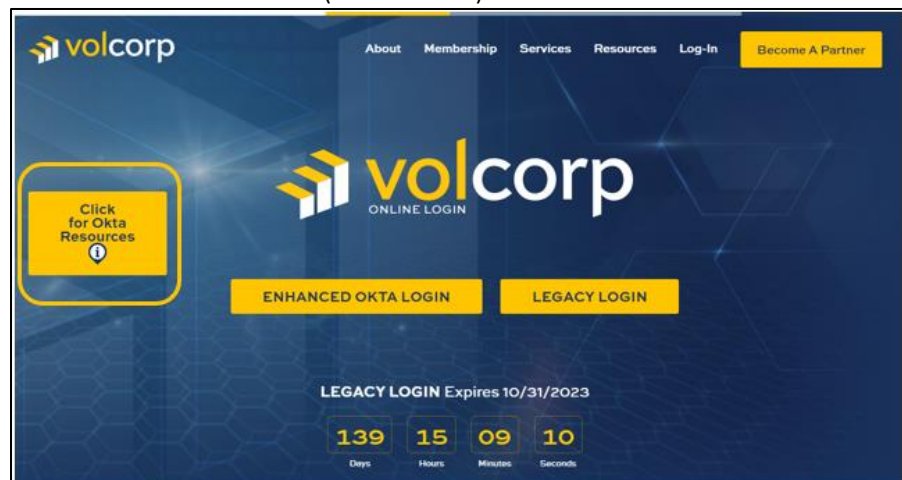 volcorp
About Membership Services Resources Log-In Become A Partner
volcorp
ONLINE LOGIN
Click
for Okta
Resources
i
ENHANCED OKTA LOGIN LEGACY LOGIN
LEGACY LOGIN Expires 10/31/2023
139 15 09 10
Days Hours Minutes Seconds